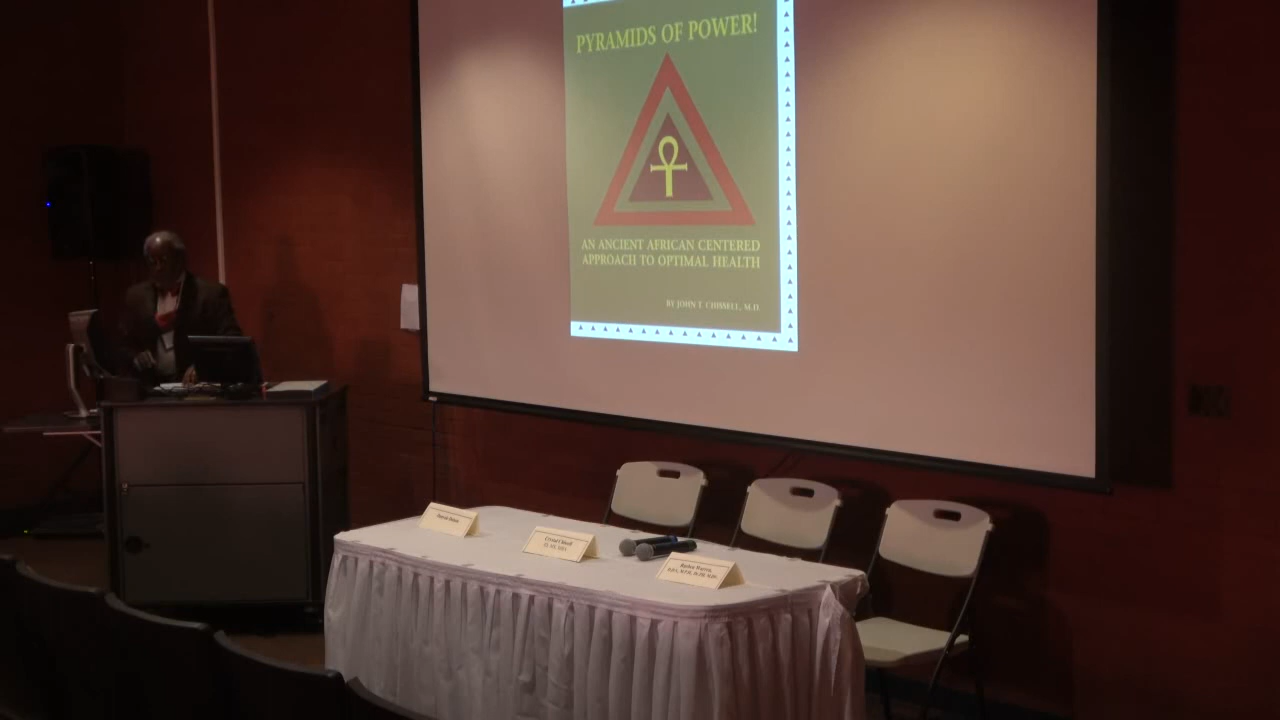 PYRAMIDS OF POWER!
AN ANCIENT AFRICAN CENTERED
APPROACH TO OPTIMAL HEALTH
BY JOHN T. CHISSELL, M.D.